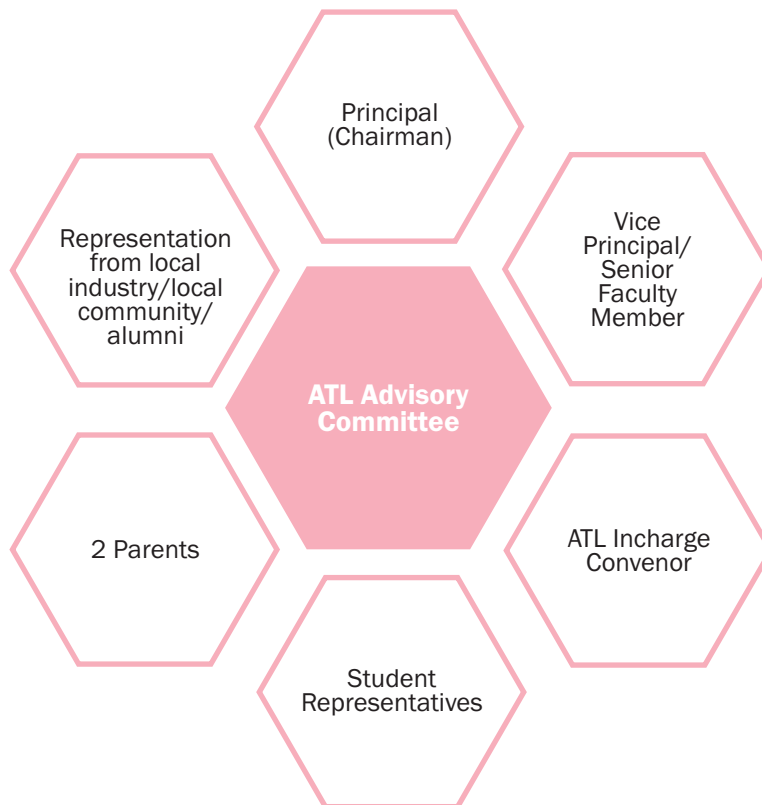 Principal
(Chairman)
Vice
Principal/
Senior
Faculty
Member
Representation
from local
industry/local
community/
alumni
ATL Advisory
Committee
2 Parents
ATL Incharge
Convenor
Student
Representatives